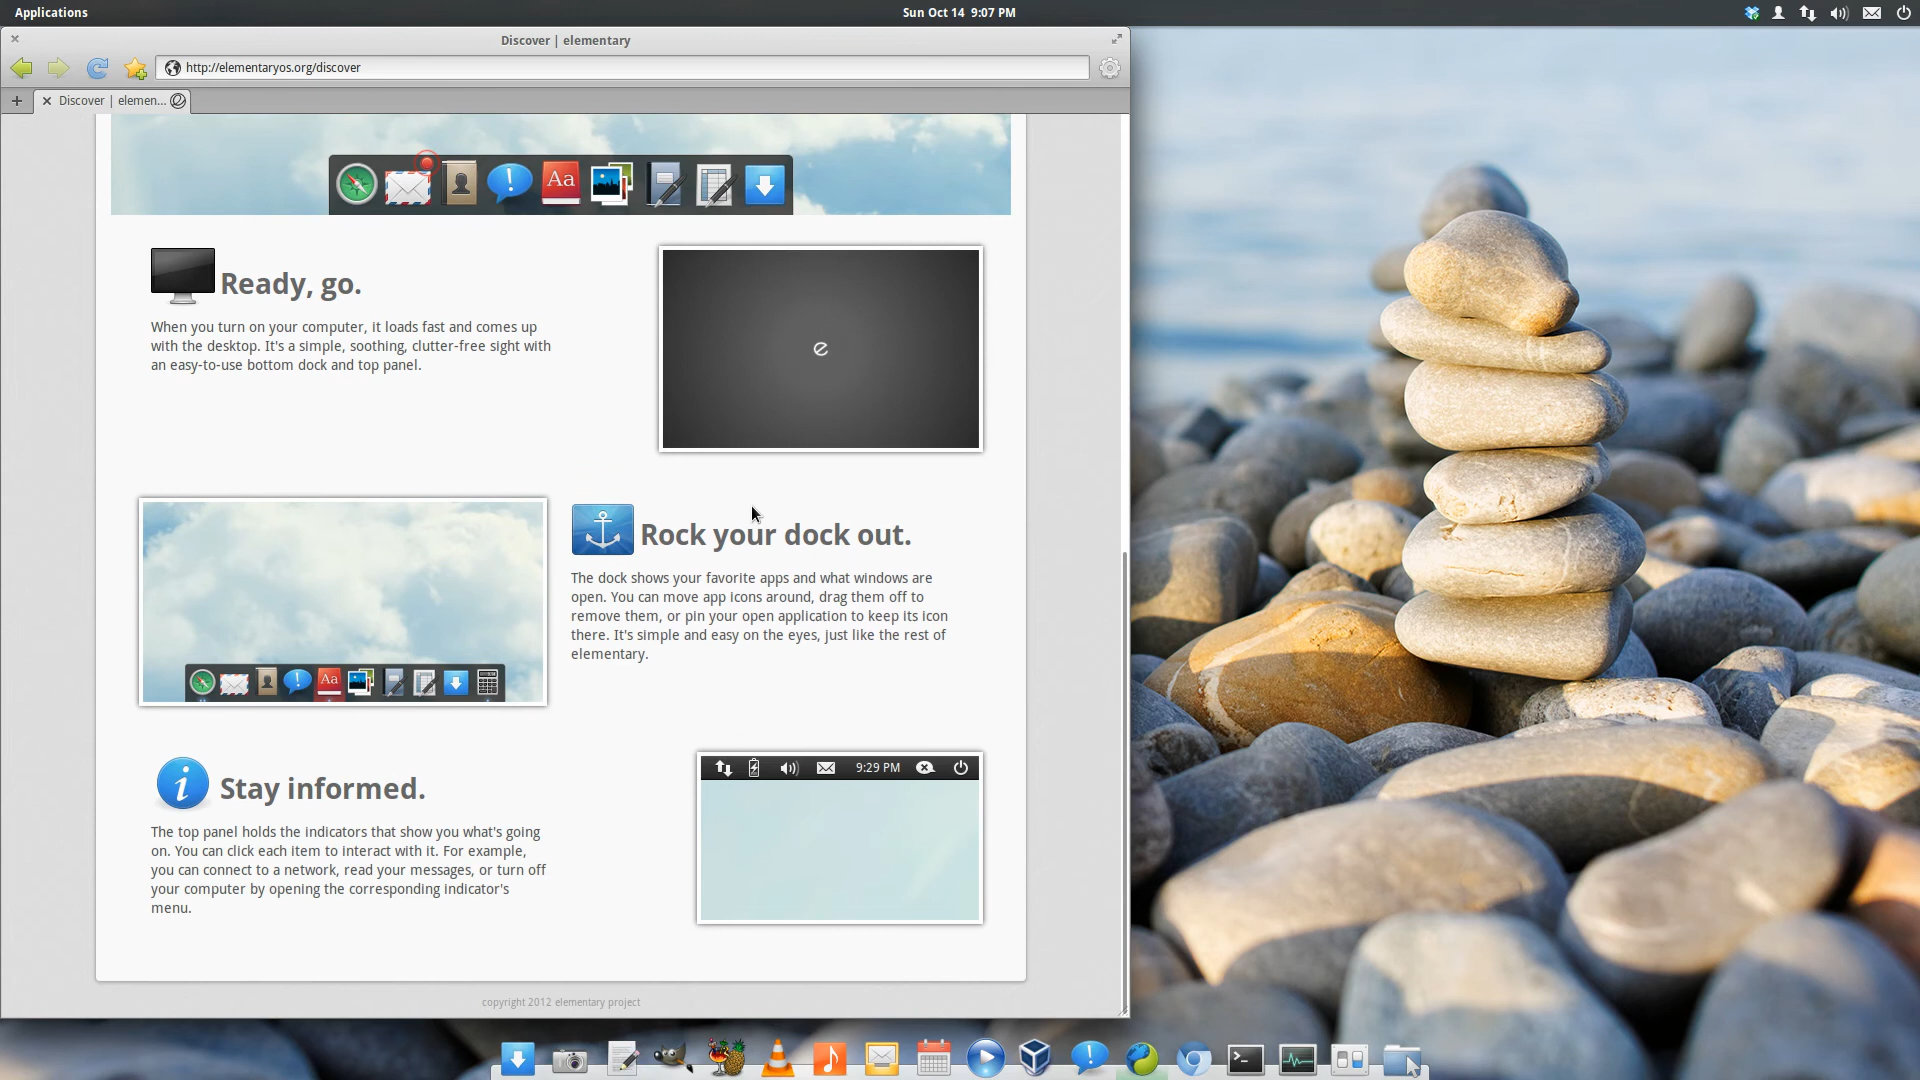 Applications
Sun Oct 14 9:07 PM
Discover | elementary
http://elementaryos.org/discover
Discover | elemen...
Aa
Ready, go.
When you turn on your computer, it loads fast and comes up
with the desktop. It's a simple, soothing, clutter-free sight with
an easy-to-use bottom dock and top panel.
e
Rock your dock out.
The dock shows your favorite apps and what windows are
open. You can move app icons around, drag them off to
remove them, or pin your open application to keep its icon
there. It's simple and easy on the eyes, just like the rest of
elementary.
Aa
Stay informed.
The top panel holds the indicators that show you what's going
on. You can click each item to interact with it. For example,
you can connect to a network, read your messages, or turn off
your computer by opening the corresponding indicator's
menu.
9:29 PM
copyright 2012 elementary project